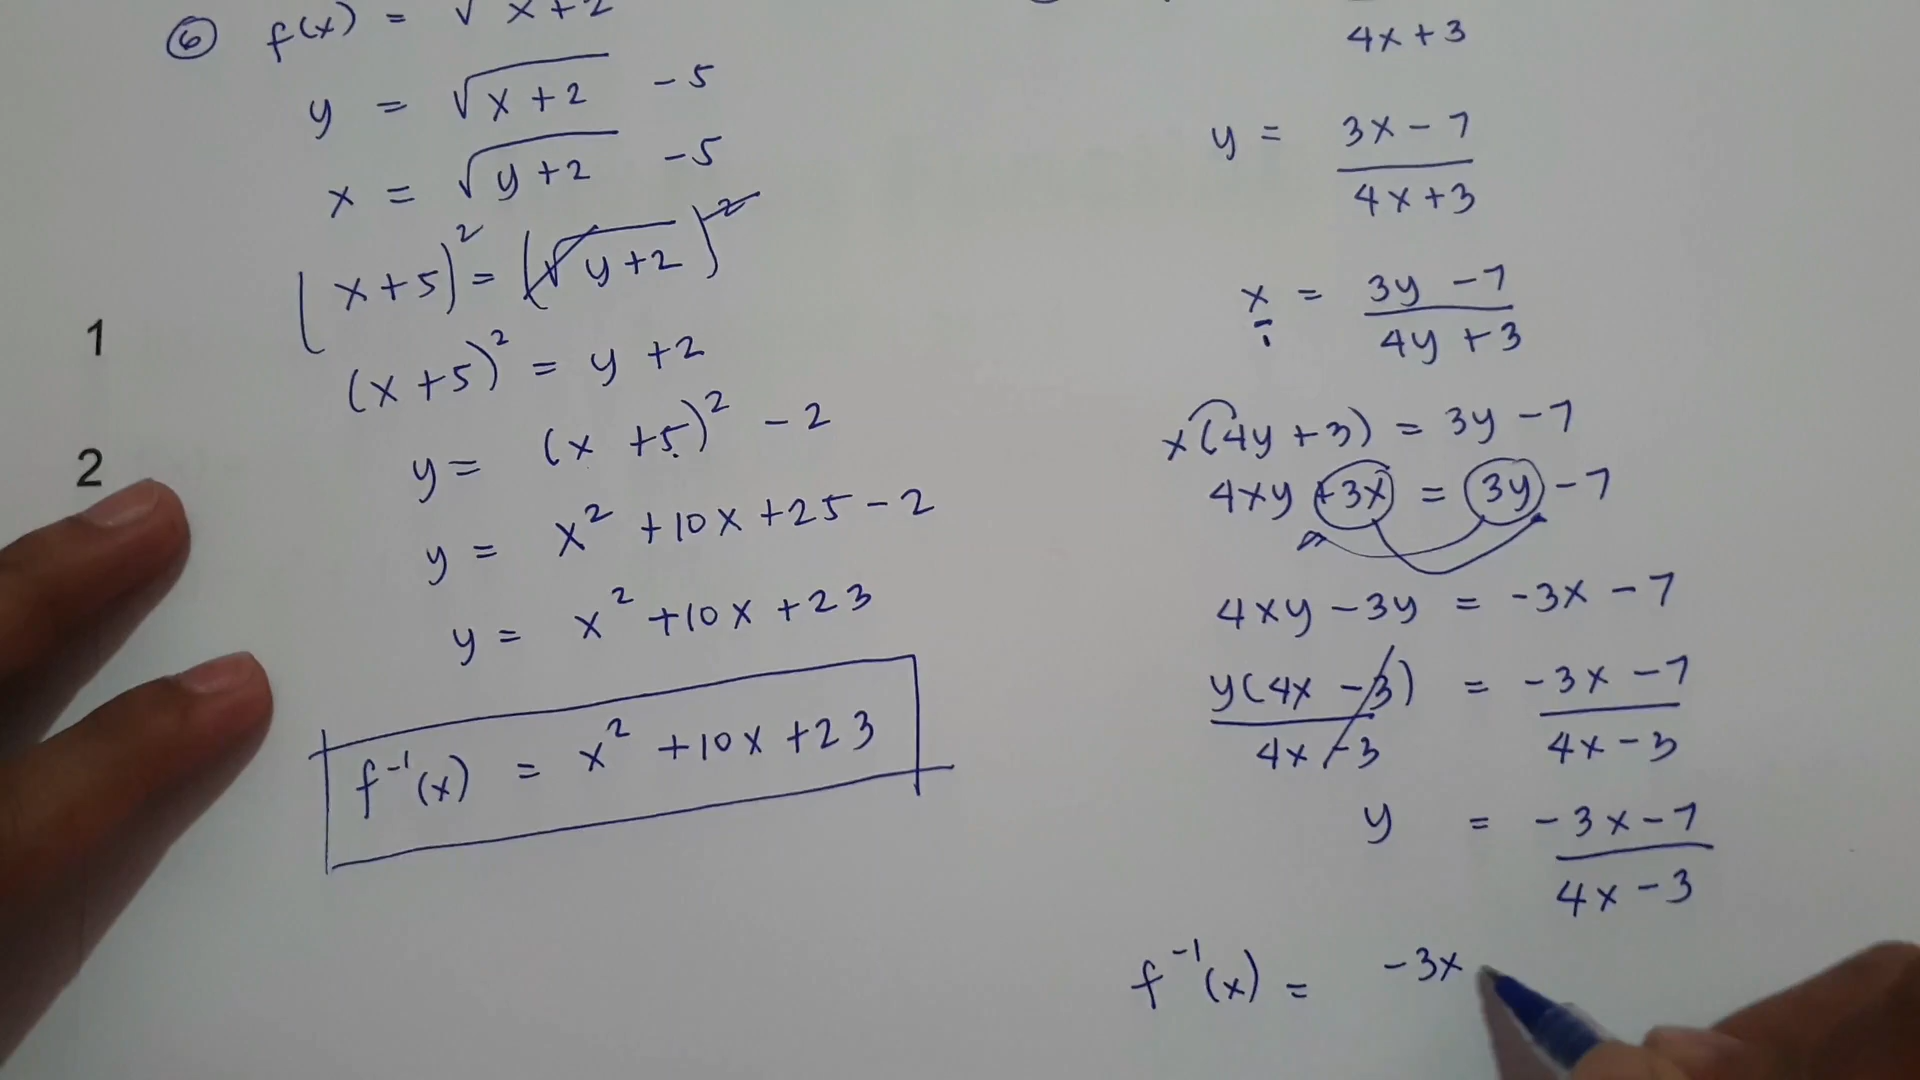 1
2
⑥ f(x) = √x+2
y = √x+2 -5
x = √y+2 -5
(x+5)² = (√y+2)²
(x+5)² = y+2
y = (x+5)² - 2
y = x² +10x +25 - 2
y = x² +10x +23
f⁻¹(x) = x² +10x +23
4x+3
y = 3x-7
4x+3
x = 3y-7
1 4y+3
x(4y+3) = 3y-7
4xy +3x = 3y -7
4xy -3y = -3x -7
y(4x -3) = -3x -7
4x-3 4x-3
y = -3x-7
4x-3
f⁻¹(x) = -3x